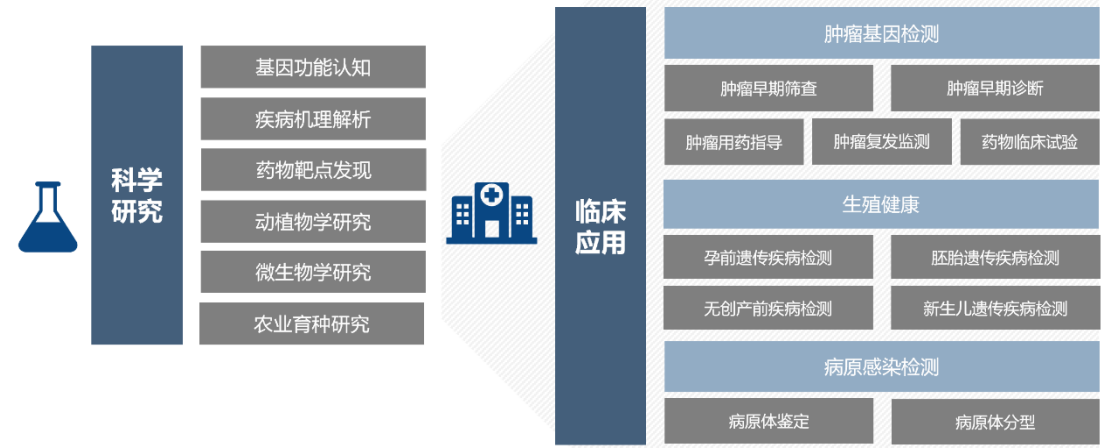 科学
研究
基因功能认知
疾病机理解析
药物靶点发现
动植物学研究
微生物学研究
农业育种研究
临床
应用
肿瘤基因检测
肿瘤早期筛查
肿瘤早期诊断
肿瘤用药指导
肿瘤复发监测
药物临床试验
生殖健康
孕前遗传疾病检测
胚胎遗传疾病检测
无创产前疾病检测
新生儿遗传疾病检测
病原感染检测
病原体鉴定
病原体分型